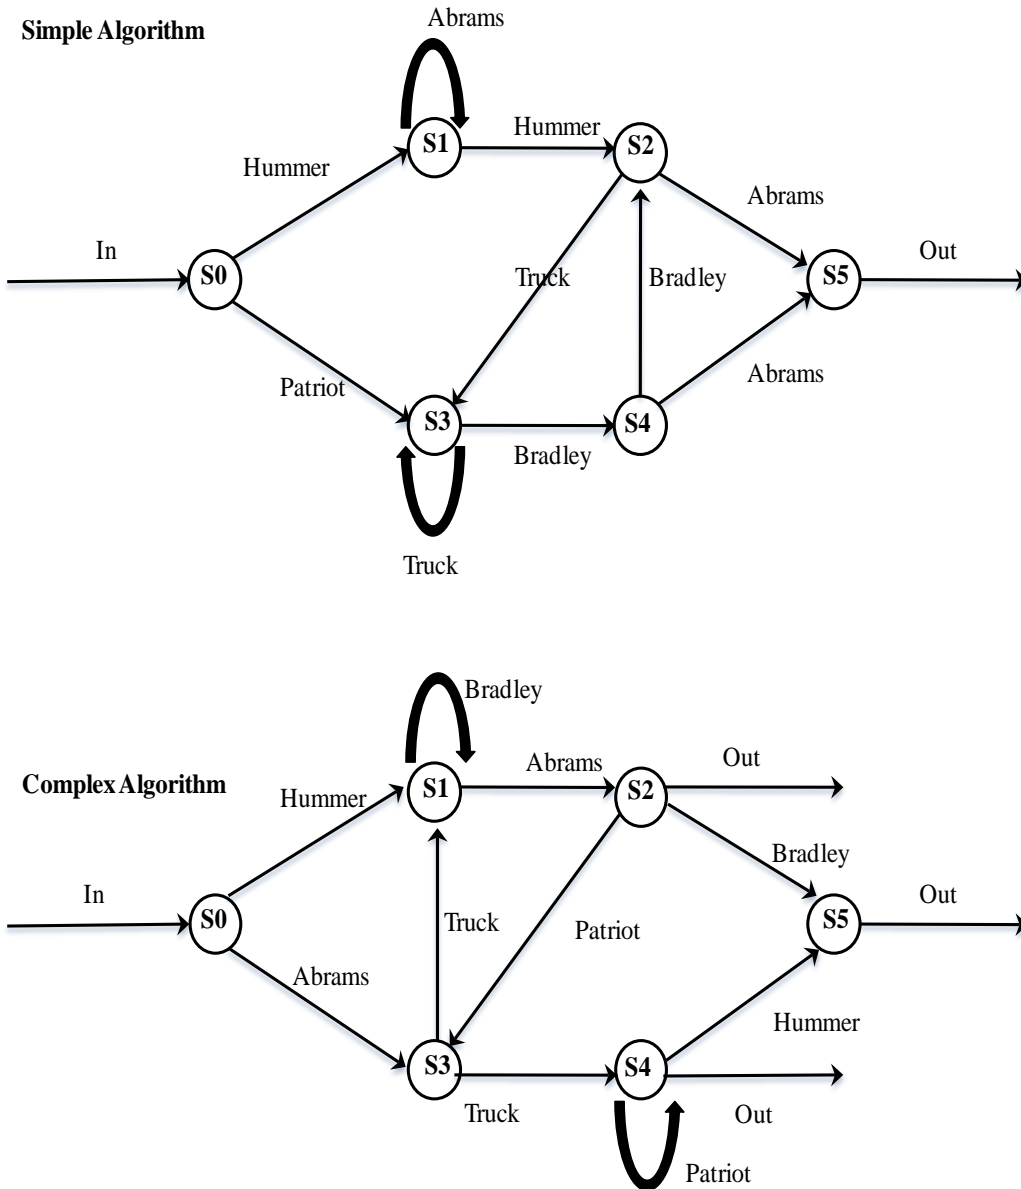 Abrams
Simple Algorithm
S1
Hummer
S2
Hummer
Abrams
In
S0
Truck
Bradley
S5
Out
Patriot
Abrams
S3
S4
Bradley
Truck
Bradley
Complex Algorithm
Hummer
S1
Abrams
S2
Out
Bradley
In
S0
Truck
Patriot
S5
Out
Abrams
Hummer
S3
S4
Truck
Out
Patriot